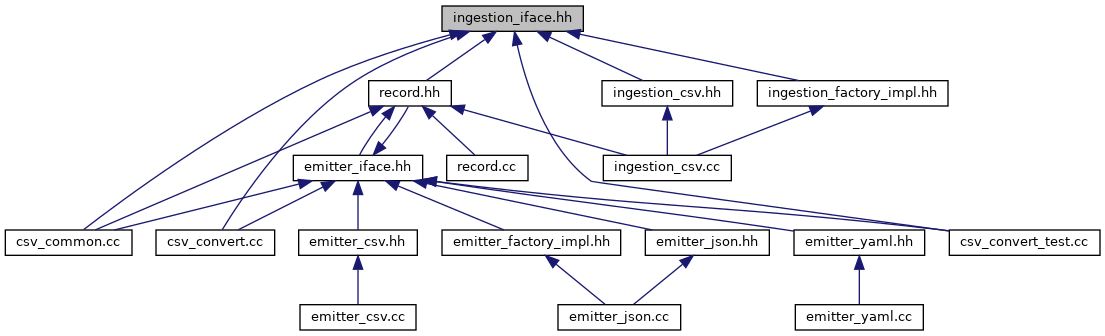 ingestion_iface.hh
record.hh
ingestion_csv.hh
ingestion_factory_impl.hh
emitter_iface.hh
record.cc
ingestion_csv.cc
csv_common.cc
csv_convert.cc
emitter_csv.hh
emitter_factory_impl.hh
emitter_json.hh
emitter_yaml.hh
csv_convert_test.cc
emitter_csv.cc
emitter_json.cc
emitter_yaml.cc